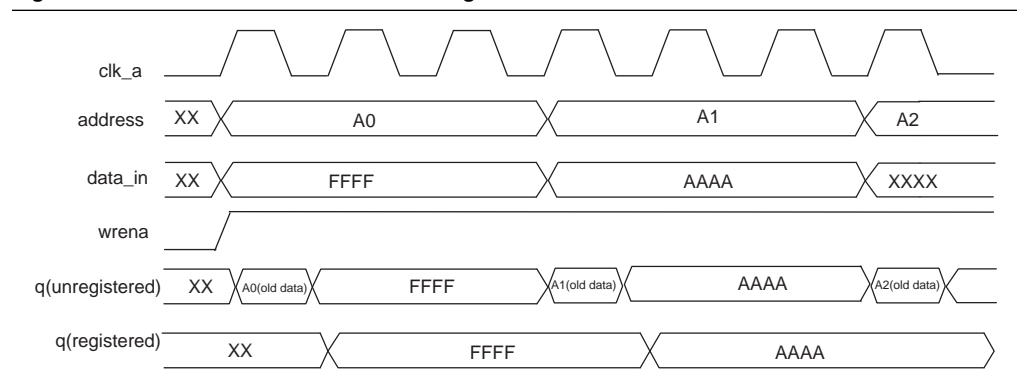 clk_a
address XX A0 A1 A2
data_in XX FFFF AAAA XXXX
wrena
q(unregistered) XX A0(old data) FFFF A1(old data) AAAA A2(old data)
q(registered) XX FFFF AAAA